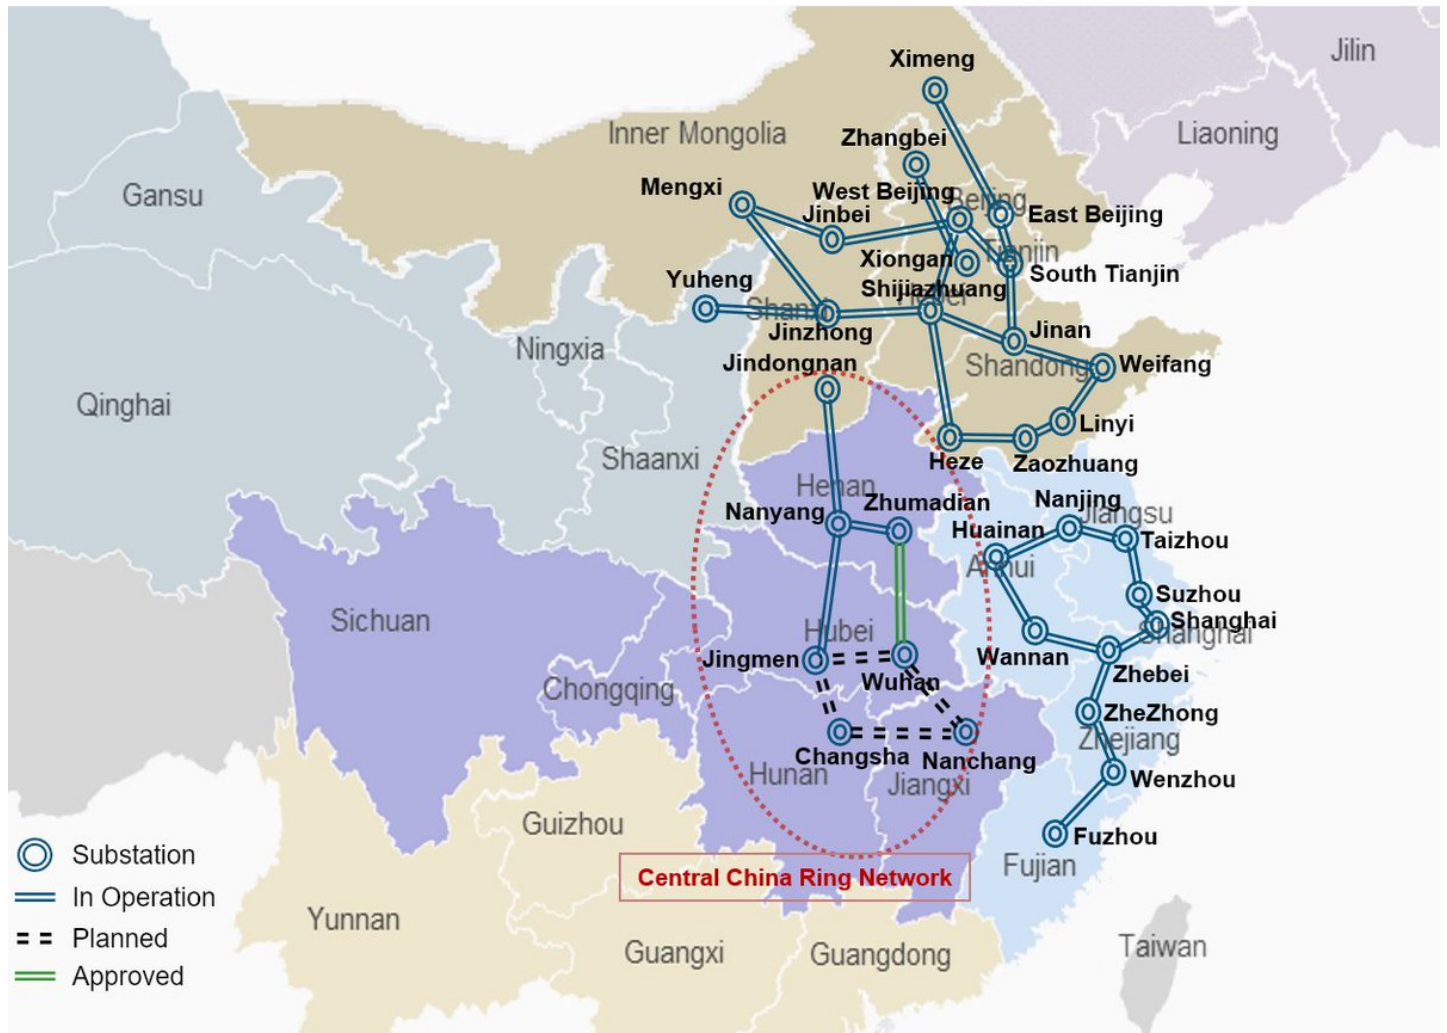 Ximeng
Jilin
Zhangbei
Inner Mongolia
Liaoning
Mengxi
West Beijing
Beijing
Gansu
Jinbei
East Beijing
Tianjin
Xiongan
South Tianjin
Yuheng
Shijiazhuang
Hebei
Shanxi
Jinzhong
Jinan
Ningxia
Jindongnan
Shandong
Weifang
Qinghai
Linyi
Shaanxi
Heze
Zaozhuang
Henan
Zhumadian
Nanjing
Jiangsu
Nanyang
Huainan
Taizhou
Anhui
Suzhou
Sichuan
Hubei
Shanghai
Shanghai
Jingmen
Wannan
Wuhan
Zhebei
Chongqing
ZheZhong
Zhejiang
Changsha
Nanchang
Hunan
Jiangxi
Wenzhou
Guizhou
Fuzhou
Fujian
Central China Ring Network
Yunnan
Guangxi
Guangdong
Taiwan
Substation
In Operation
Planned
Approved